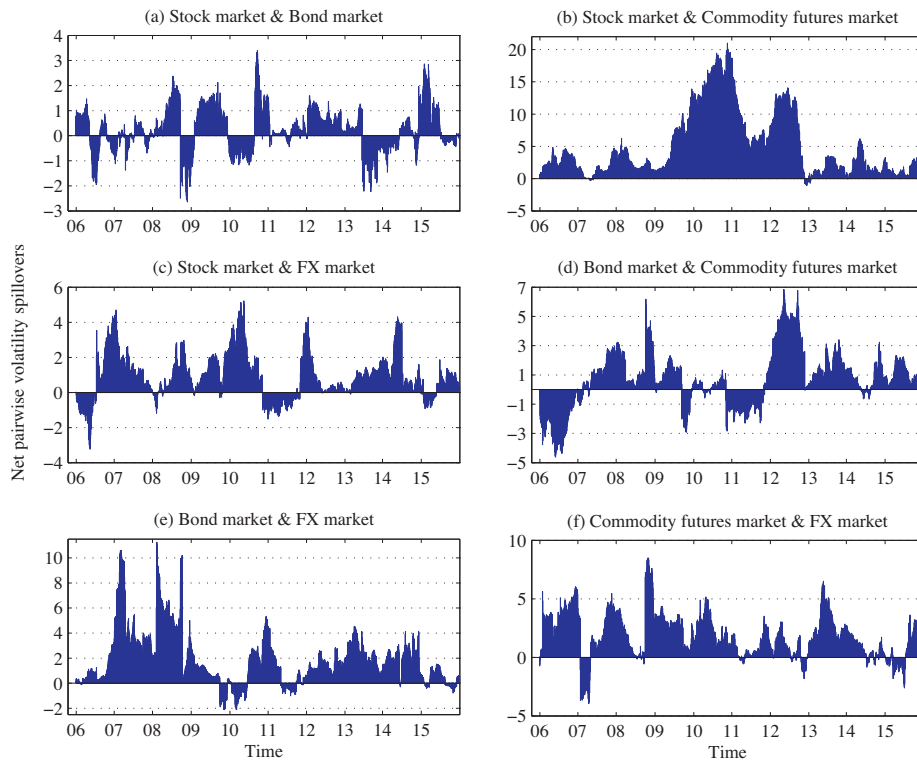 (a) Stock market & Bond market
4
3
2
1
0
−1
−2
−3
06 07 08 09 10 11 12 13 14 15
(b) Stock market & Commodity futures market
20
15
10
5
0
−5
06 07 08 09 10 11 12 13 14 15
Net pairwise volatility spillovers
(c) Stock market & FX market
6
4
2
0
−2
−4
06 07 08 09 10 11 12 13 14 15
(d) Bond market & Commodity futures market
7
5
3
1
−1
−3
−5
06 07 08 09 10 11 12 13 14 15
(e) Bond market & FX market
10
8
6
4
2
0
−2
06 07 08 09 10 11 12 13 14 15
Time
(f) Commodity futures market & FX market
10
5
0
−5
06 07 08 09 10 11 12 13 14 15
Time